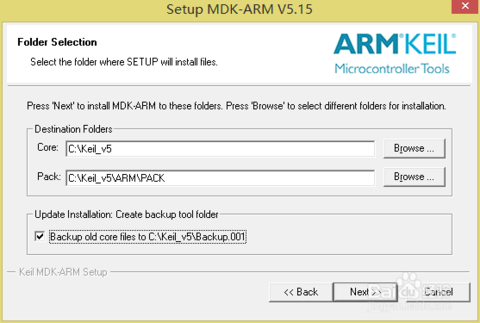 Setup MDK-ARM V5.15
Folder Selection
Select the folder where SETUP will install files.
ARM KEIL
Microcontroller Tools
Press 'Next' to install MDK-ARM to these folders. Press 'Browse' to select different folders for installation.
Destination Folders
Core: C:\Keil_v5 Browse ...
Pack: C:\Keil_v5\ARM\PACK Browse ...
Update Installation: Create backup tool folder
Backup old core files to C:\Keil_v5\Backup.001
Keil MDK-ARM Setup
<< Back Next >> Cancel